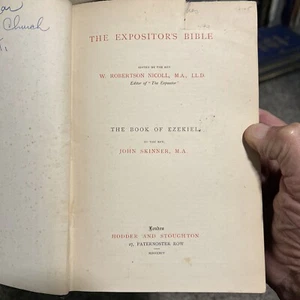 Church
THE EXPOSITOR'S BIBLE
EDITED BY THE REV.
W. ROBERTSON NICOLL, M.A., LL.D.
Editor of "The Expositor"
THE BOOK OF EZEKIEL
BY THE REV.
JOHN SKINNER, M.A.
London
HODDER AND STOUGHTON
27, PATERNOSTER ROW